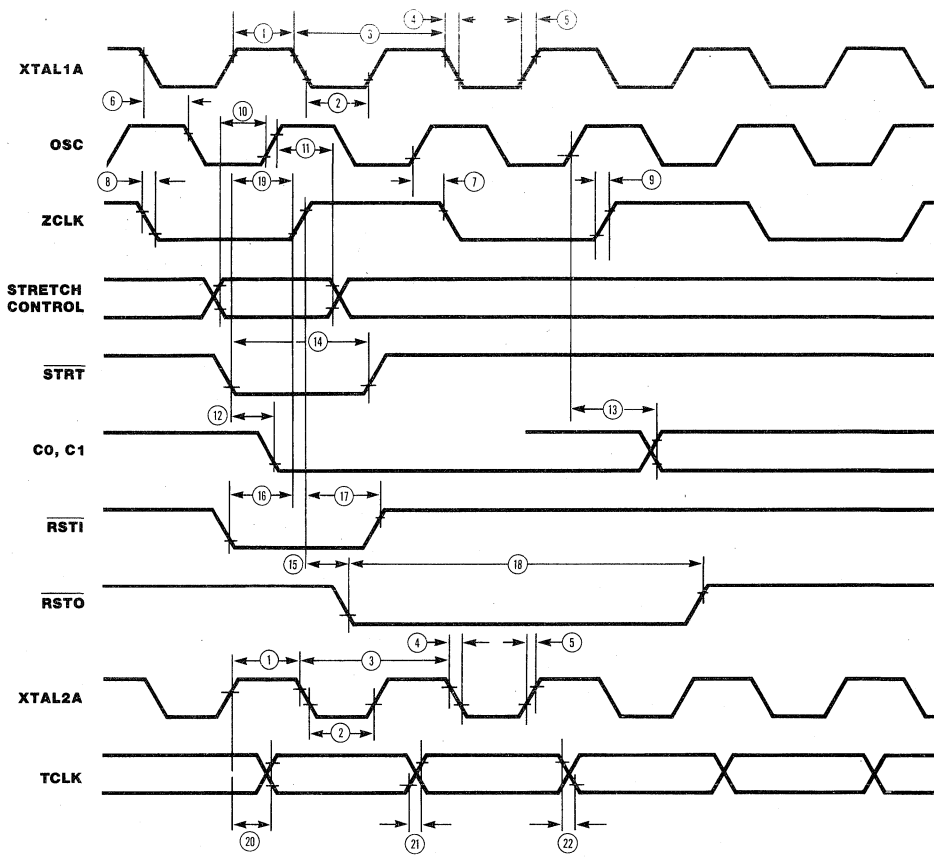 4 5
1 3
XTAL1A
2
6 10
OSC
11
8 19 7 9
ZCLK
STRETCH
CONTROL
14
STRT
12 13
C0, C1
16 17
RSTI
15 18
RSTO
4 5
1 3
XTAL2A
2
TCLK
20 21 22